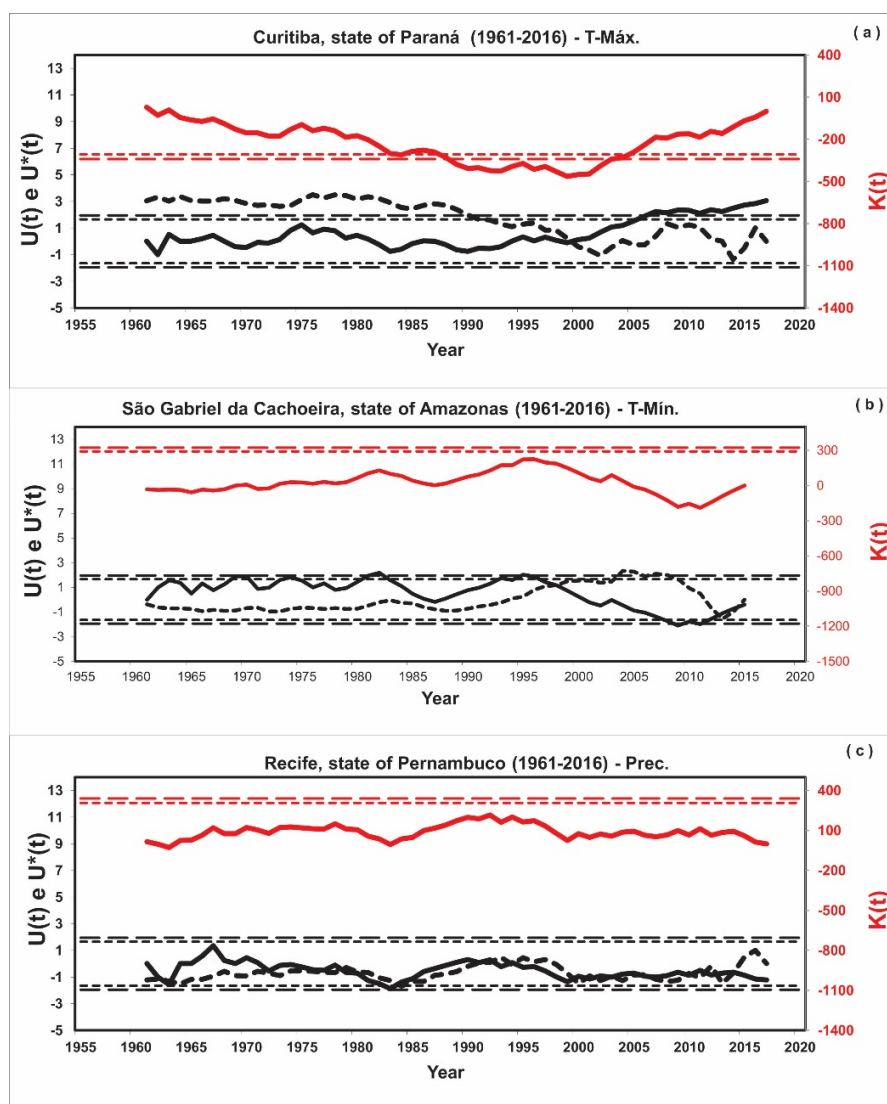 Curitiba, state of Paraná (1961-2016) - T-Máx.
( a )
U(t) e U*(t)
13
11
9
7
5
3
1
-1
-3
-5
400
100
-200
-500
-800
-1100
-1400
K(t)
1955 1960 1965 1970 1975 1980 1985 1990 1995 2000 2005 2010 2015 2020
Year
São Gabriel da Cachoeira, state of Amazonas (1961-2016) - T-Mín.
( b )
U(t) e U*(t)
13
11
9
7
5
3
1
-1
-3
-5
300
0
-300
-600
-900
-1200
-1500
K(t)
1955 1960 1965 1970 1975 1980 1985 1990 1995 2000 2005 2010 2015 2020
Year
Recife, state of Pernambuco (1961-2016) - Prec.
( c )
U(t) e U*(t)
13
11
9
7
5
3
1
-1
-3
-5
400
100
-200
-500
-800
-1100
-1400
K(t)
1955 1960 1965 1970 1975 1980 1985 1990 1995 2000 2005 2010 2015 2020
Year